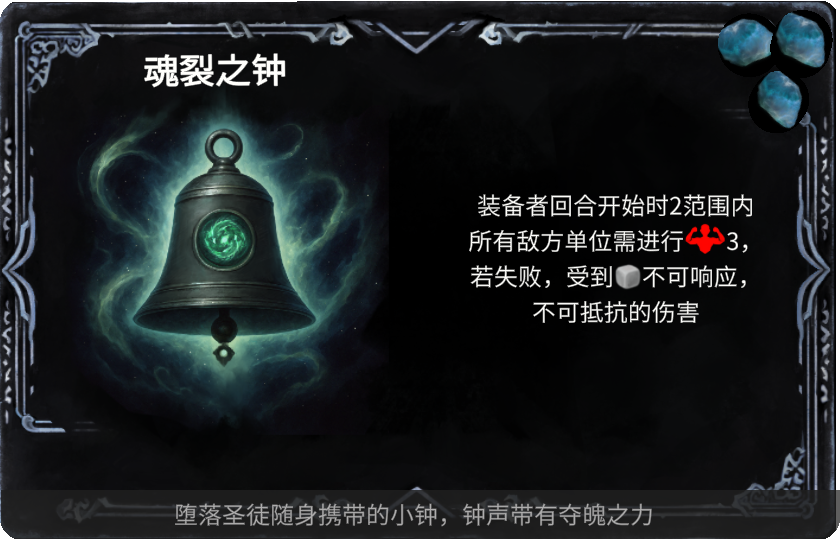 魂裂之钟
装备者回合开始时2范围内
所有敌方单位需进行3，
若失败，受到不可响应，
不可抵抗的伤害
堕落圣徒随身携带的小钟，钟声带有夺魄之力